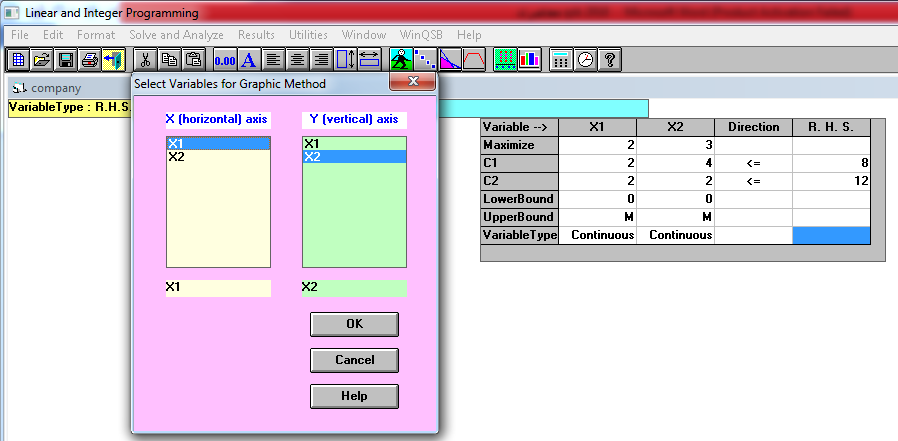 Linear and Integer Programming
File Edit Format Solve and Analyze Results Utilities Window WinQSB Help
0.00 A
company
VariableType : R.H.S.
Select Variables for Graphic Method
X (horizontal) axis Y (vertical) axis
X1 X1
X2 X2
X1 X2
OK
Cancel
Help
Variable --> X1 X2 Direction R. H. S.
Maximize 2 3
C1 2 4 <= 8
C2 2 2 <= 12
LowerBound 0 0
UpperBound M M
VariableType Continuous Continuous